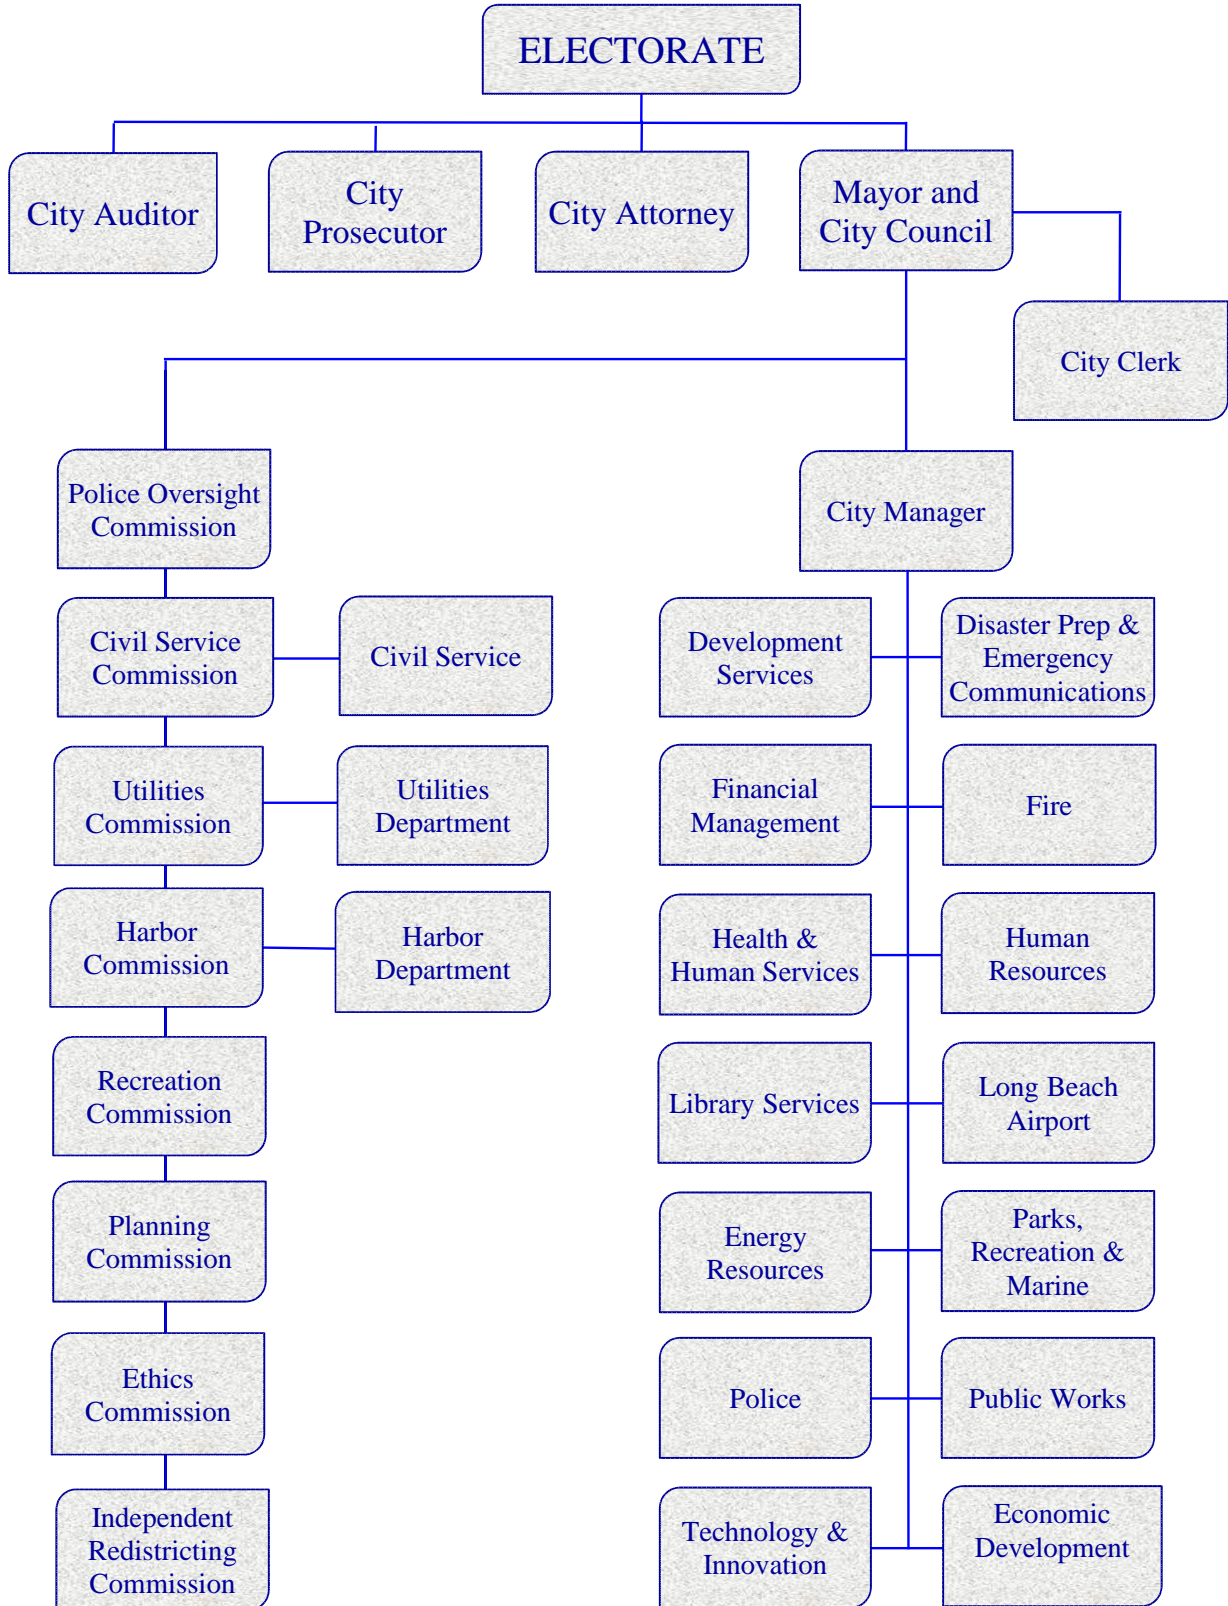 ELECTORATE
City Auditor
City
Prosecutor
City Attorney
Mayor and
City Council
City Clerk
Police Oversight
Commission
City Manager
Civil Service
Commission
Civil Service
Development
Services
Disaster Prep &
Emergency
Communications
Utilities
Commission
Utilities
Department
Financial
Management
Fire
Harbor
Commission
Harbor
Department
Health &
Human Services
Human
Resources
Recreation
Commission
Library Services
Long Beach
Airport
Planning
Commission
Energy
Resources
Parks,
Recreation &
Marine
Ethics
Commission
Police
Public Works
Independent
Redistricting
Commission
Technology &
Innovation
Economic
Development